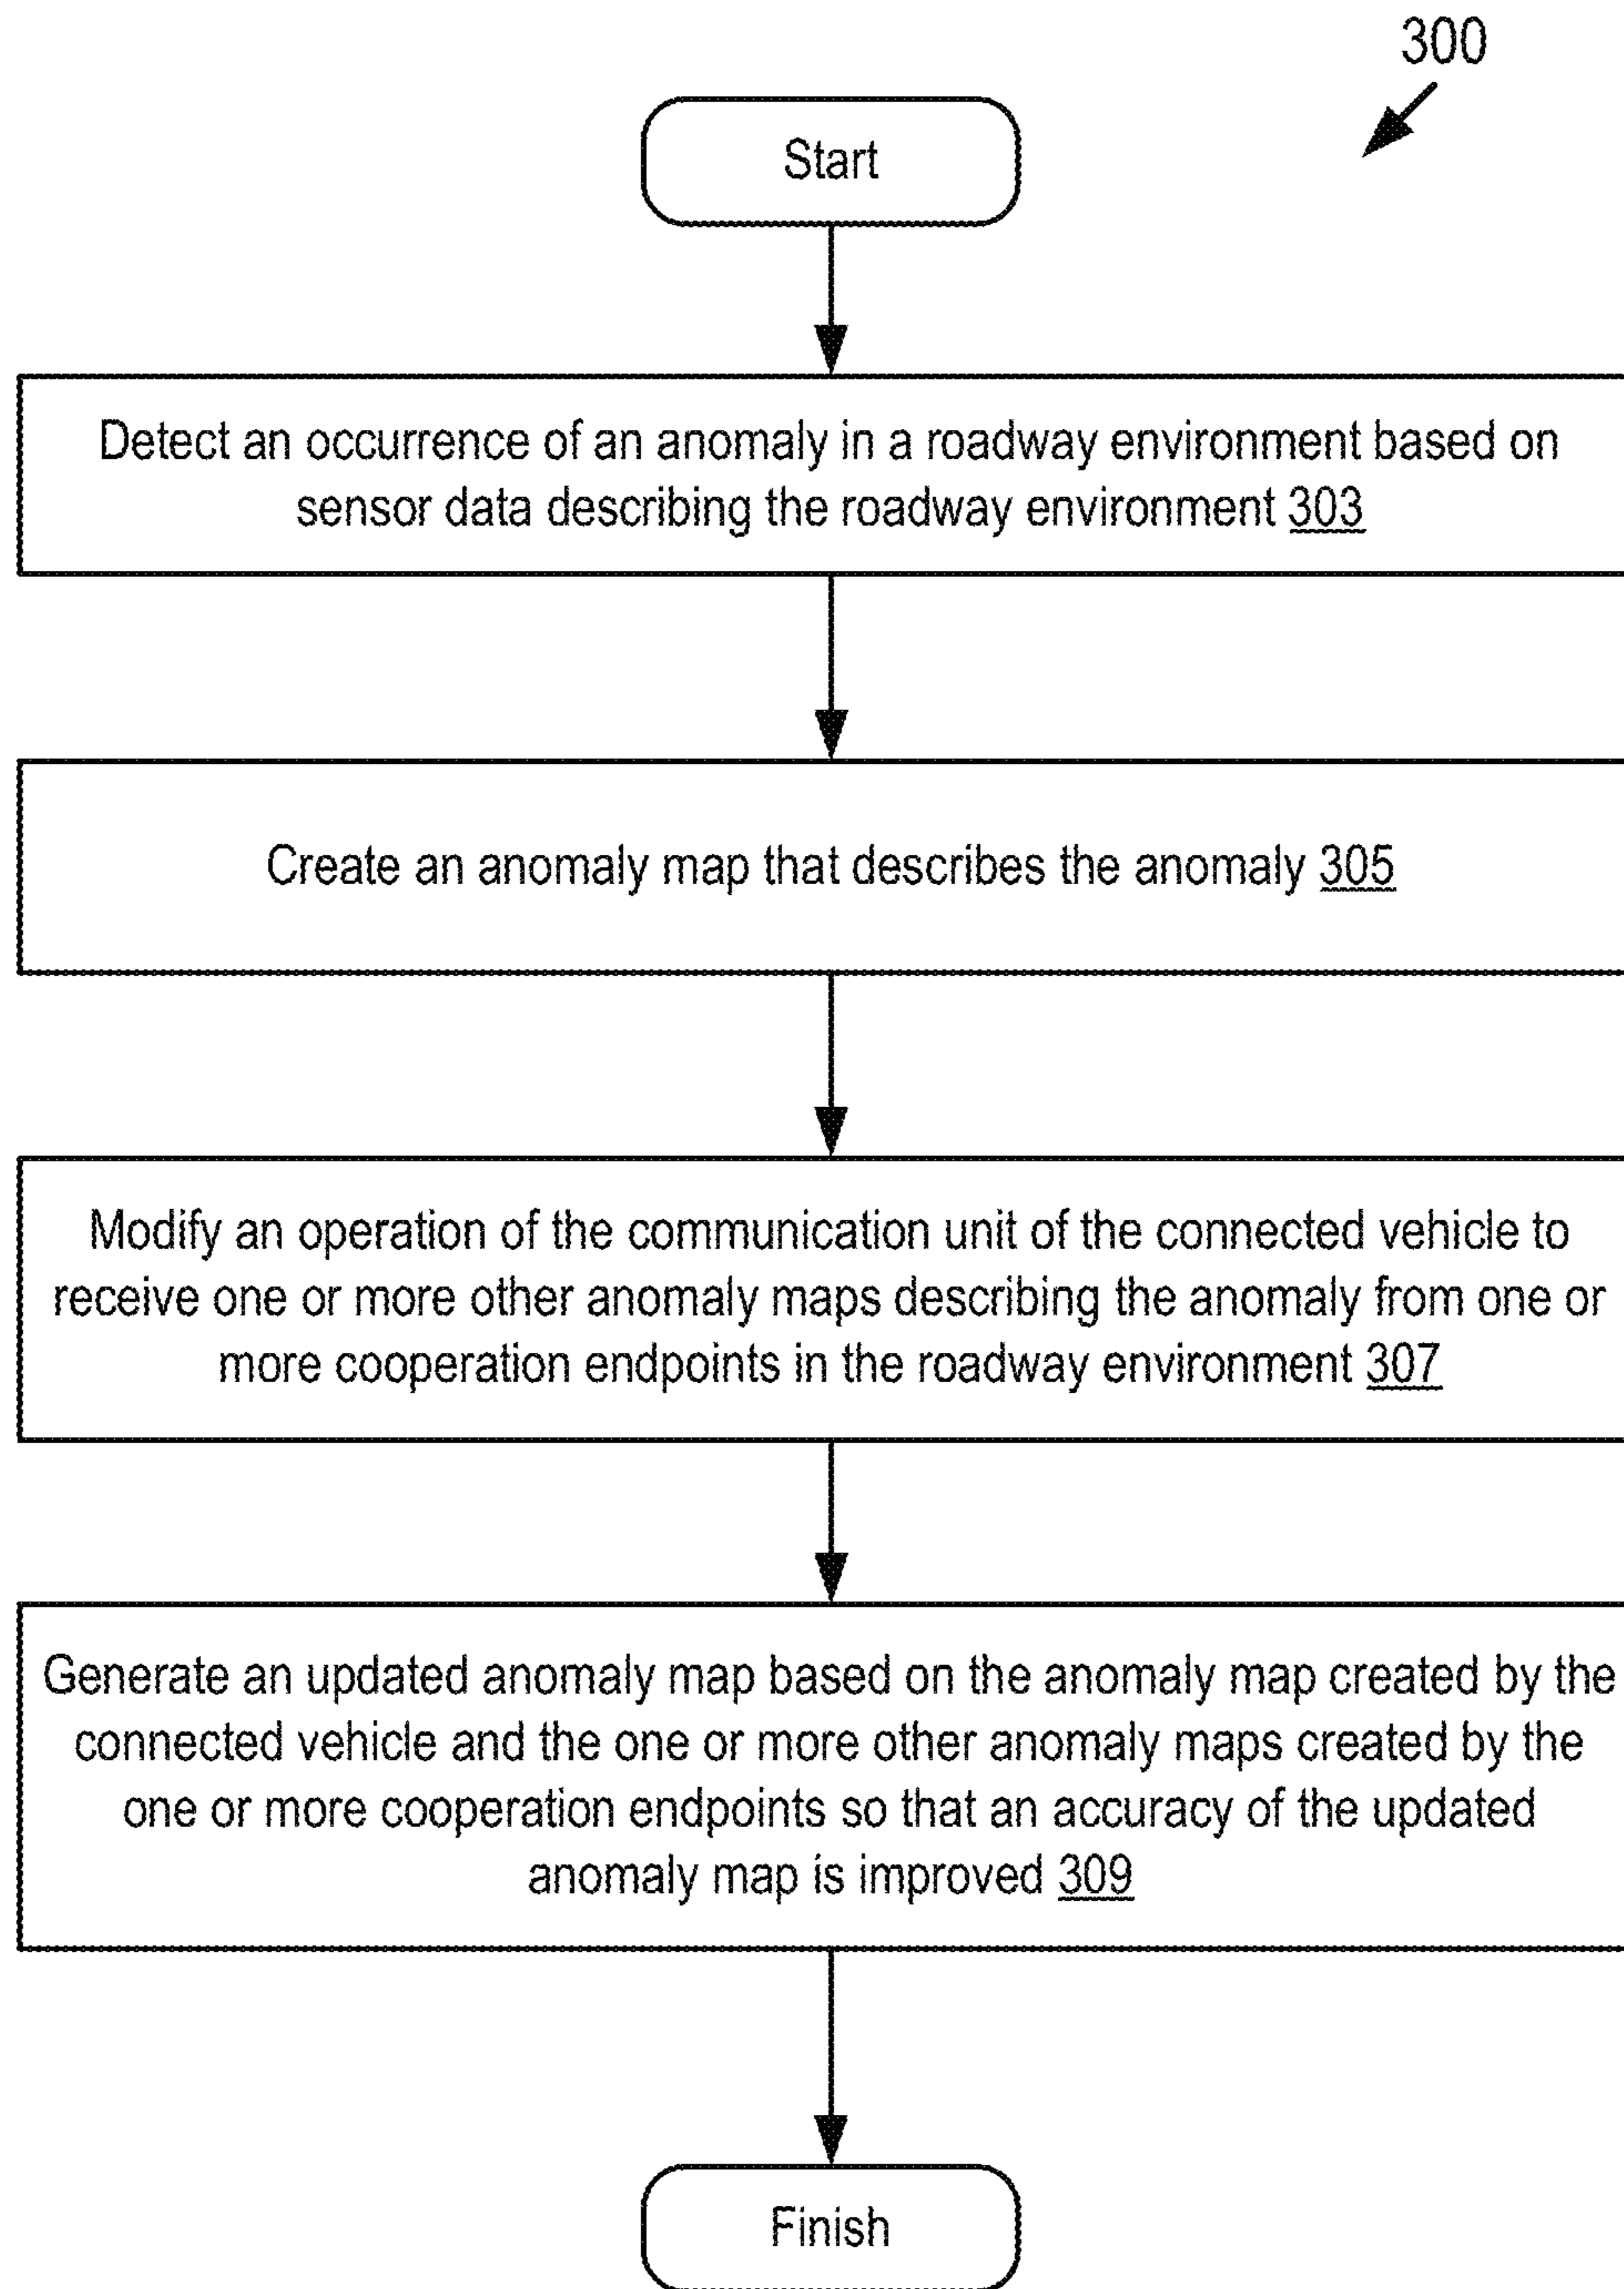 300
Start
Detect an occurrence of an anomaly in a roadway environment based on
sensor data describing the roadway environment 303
Create an anomaly map that describes the anomaly 305
Modify an operation of the communication unit of the connected vehicle to
receive one or more other anomaly maps describing the anomaly from one or
more cooperation endpoints in the roadway environment 307
Generate an updated anomaly map based on the anomaly map created by the
connected vehicle and the one or more other anomaly maps created by the
one or more cooperation endpoints so that an accuracy of the updated
anomaly map is improved 309
Finish